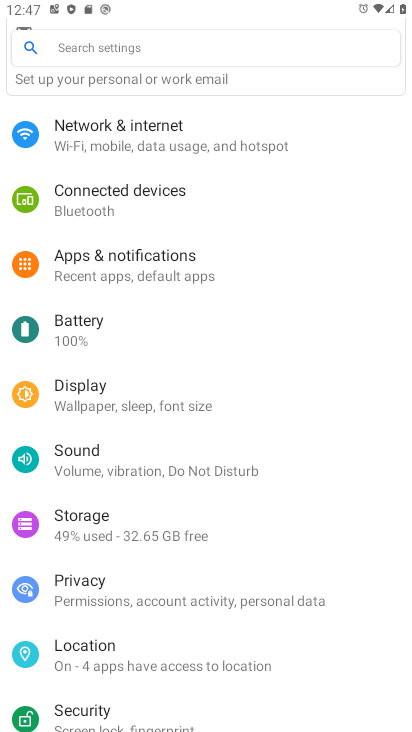 12:47
Search settings
Set up your personal or work email
Network & internet
Wi-Fi, mobile, data usage, and hotspot
Connected devices
Bluetooth
Apps & notifications
Recent apps, default apps
Battery
100%
Display
Wallpaper, sleep, font size
Sound
Volume, vibration, Do Not Disturb
Storage
49% used - 32.65 GB free
Privacy
Permissions, account activity, personal data
Location
On - 4 apps have access to location
Security
Screen lock, fingerprint